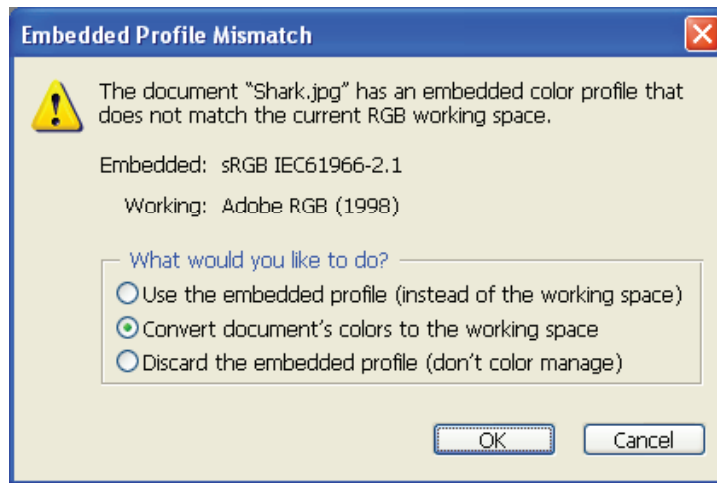 Embedded Profile Mismatch
The document “Shark.jpg” has an embedded color profile that
does not match the current RGB working space.
Embedded: sRGB IEC61966-2.1
Working: Adobe RGB (1998)
What would you like to do?
Use the embedded profile (instead of the working space)
Convert document’s colors to the working space
Discard the embedded profile (don’t color manage)
OK Cancel